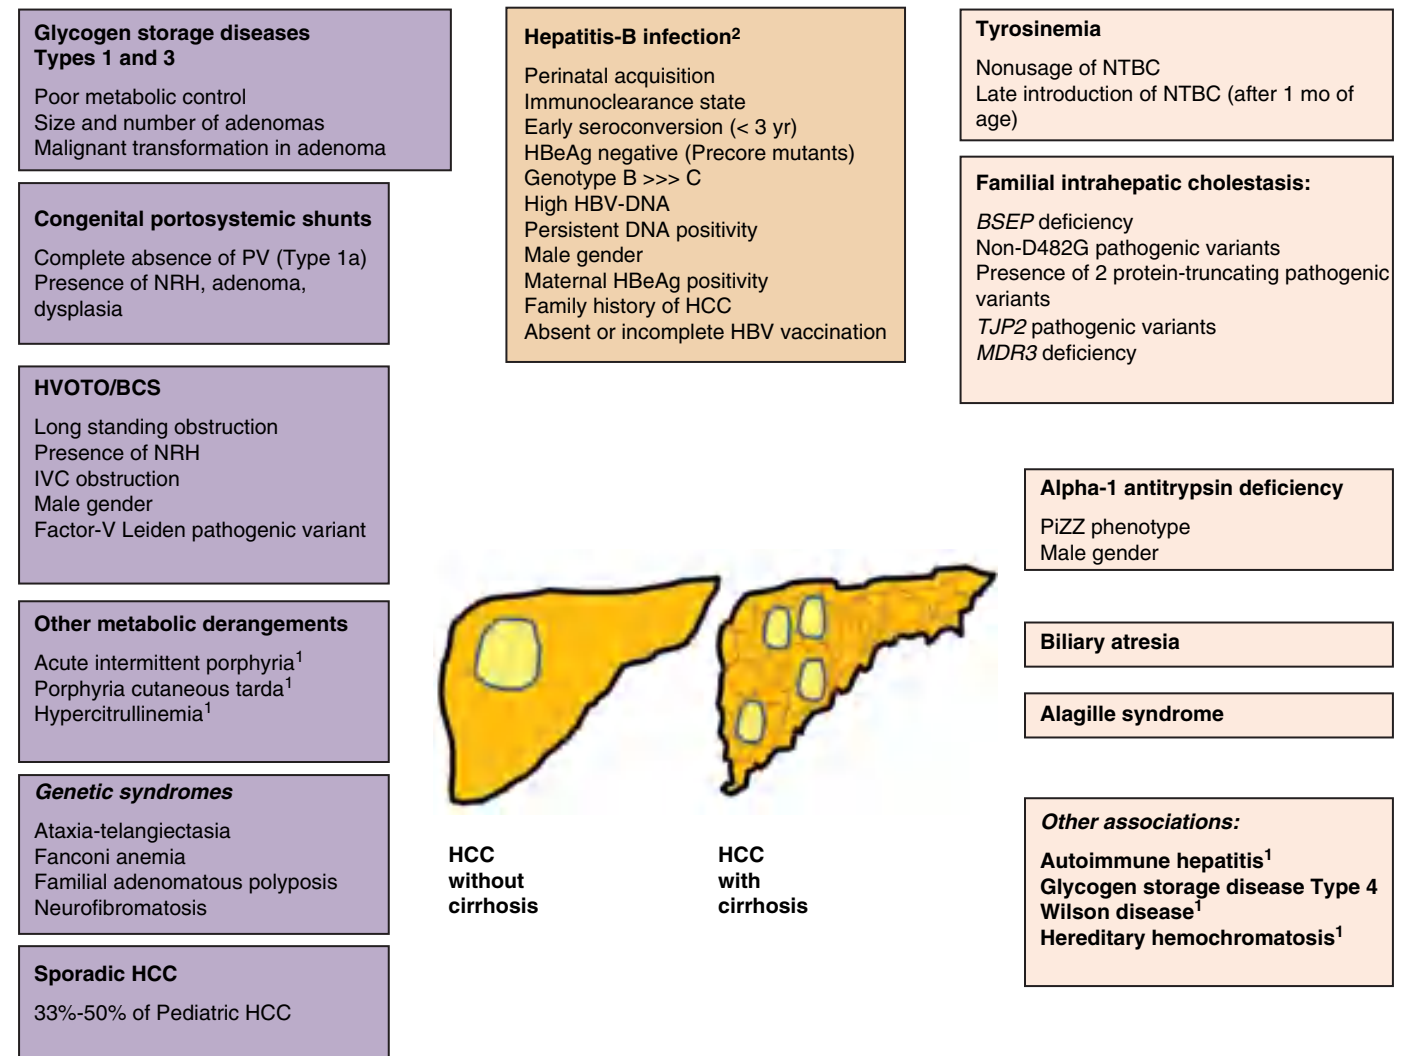 Glycogen storage diseases
Types 1 and 3
Poor metabolic control
Size and number of adenomas
Malignant transformation in adenoma
Congenital portosystemic shunts
Complete absence of PV (Type 1a)
Presence of NRH, adenoma,
dysplasia
HVOTO/BCS
Long standing obstruction
Presence of NRH
IVC obstruction
Male gender
Factor-V Leiden pathogenic variant
Other metabolic derangements
Acute intermittent porphyria¹
Porphyria cutaneous tarda¹
Hypercitrullinemia¹
Genetic syndromes
Ataxia-telangiectasia
Fanconi anemia
Familial adenomatous polyposis
Neurofibromatosis
Sporadic HCC
33%-50% of Pediatric HCC
Hepatitis-B infection²
Perinatal acquisition
Immunoclearance state
Early seroconversion (< 3 yr)
HBeAg negative (Precore mutants)
Genotype B >>> C
High HBV-DNA
Persistent DNA positivity
Male gender
Maternal HBeAg positivity
Family history of HCC
Absent or incomplete HBV vaccination
HCC
without
cirrhosis
HCC
with
cirrhosis
Tyrosinemia
Nonusage of NTBC
Late introduction of NTBC (after 1 mo of
age)
Familial intrahepatic cholestasis:
BSEP deficiency
Non-D482G pathogenic variants
Presence of 2 protein-truncating pathogenic
variants
TJP2 pathogenic variants
MDR3 deficiency
Alpha-1 antitrypsin deficiency
PiZZ phenotype
Male gender
Biliary atresia
Alagille syndrome
Other associations:
Autoimmune hepatitis¹
Glycogen storage disease Type 4
Wilson disease¹
Hereditary hemochromatosis¹